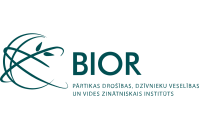 BIOR
PĀRTIKAS DROŠĪBAS, DZĪVNIEKU VESELĪBAS
UN VIDES ZINĀTNISKAIS INSTITŪTS